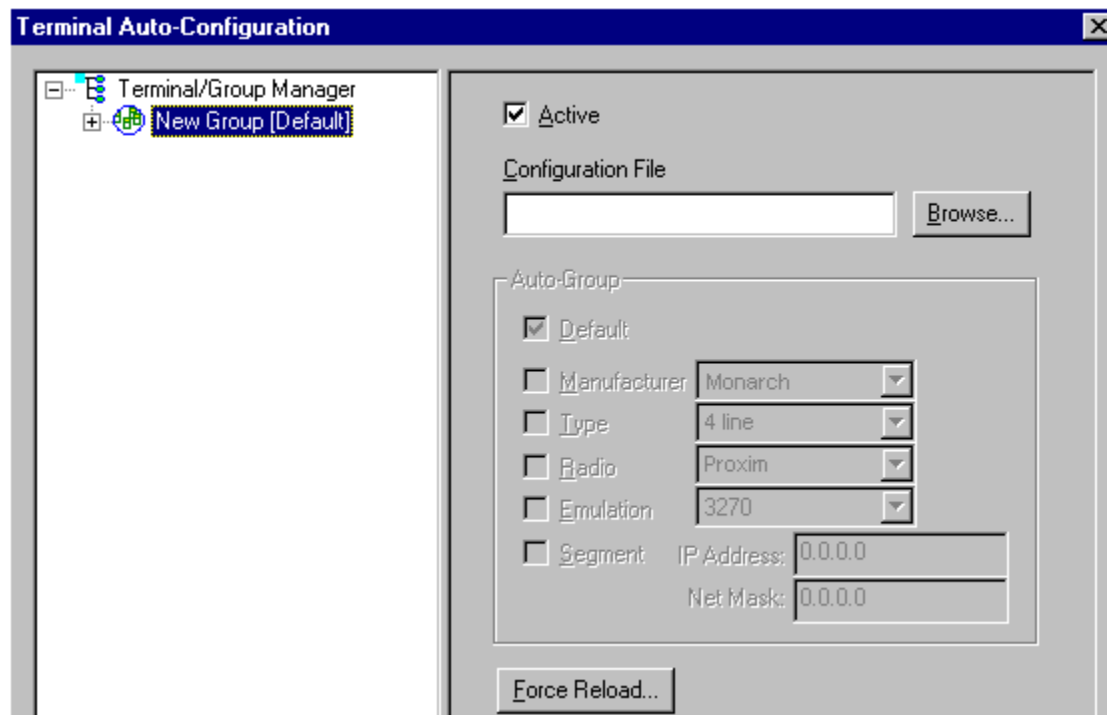 Terminal Auto-Configuration
Terminal/Group Manager
New Group [Default]
Active
Configuration File
Browse...
Auto-Group
Default
Manufacturer Monarch
Type 4 line
Radio Proxim
Emulation 3270
Segment IP Address: 0.0.0.0
Net Mask: 0.0.0.0
Force Reload...